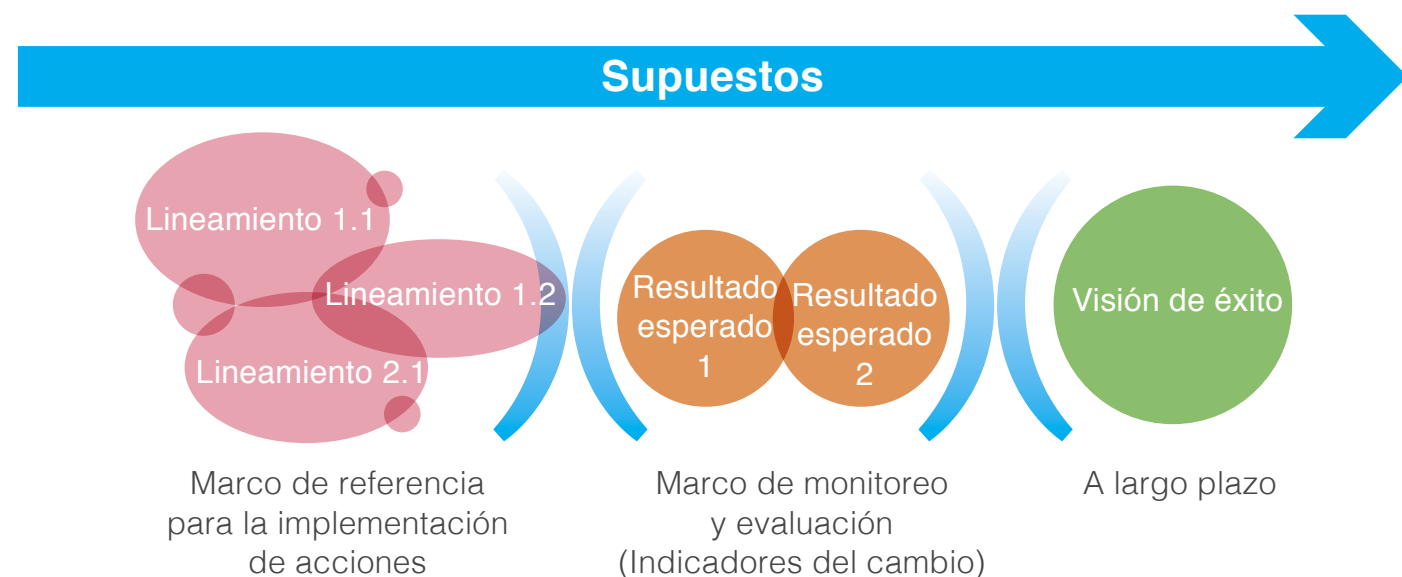 Supuestos
Lineamiento 1.1
Lineamiento 1.2
Lineamiento 2.1
Resultado
esperado
1
Resultado
esperado
2
Visión de éxito
Marco de referencia
para la implementación
de acciones
Marco de monitoreo
y evaluación
(Indicadores del cambio)
A largo plazo